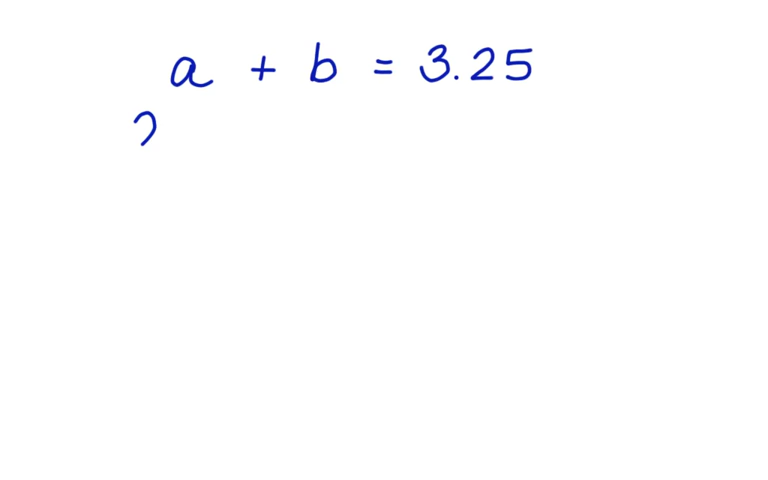 a + b = 3.25